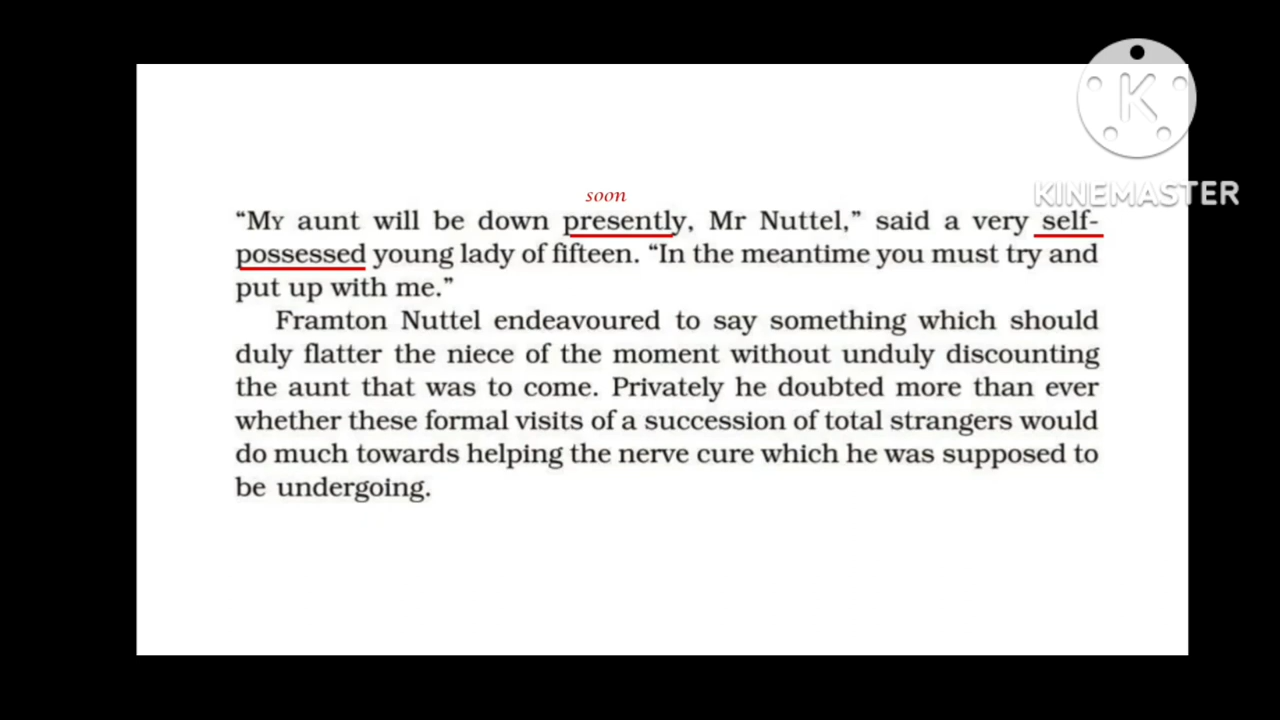 K
KINEMASTER
soon
“MY aunt will be down presently, Mr Nuttel,” said a very self-
possessed young lady of fifteen. “In the meantime you must try and
put up with me.”
Framton Nuttel endeavoured to say something which should
duly flatter the niece of the moment without unduly discounting
the aunt that was to come. Privately he doubted more than ever
whether these formal visits of a succession of total strangers would
do much towards helping the nerve cure which he was supposed to
be undergoing.